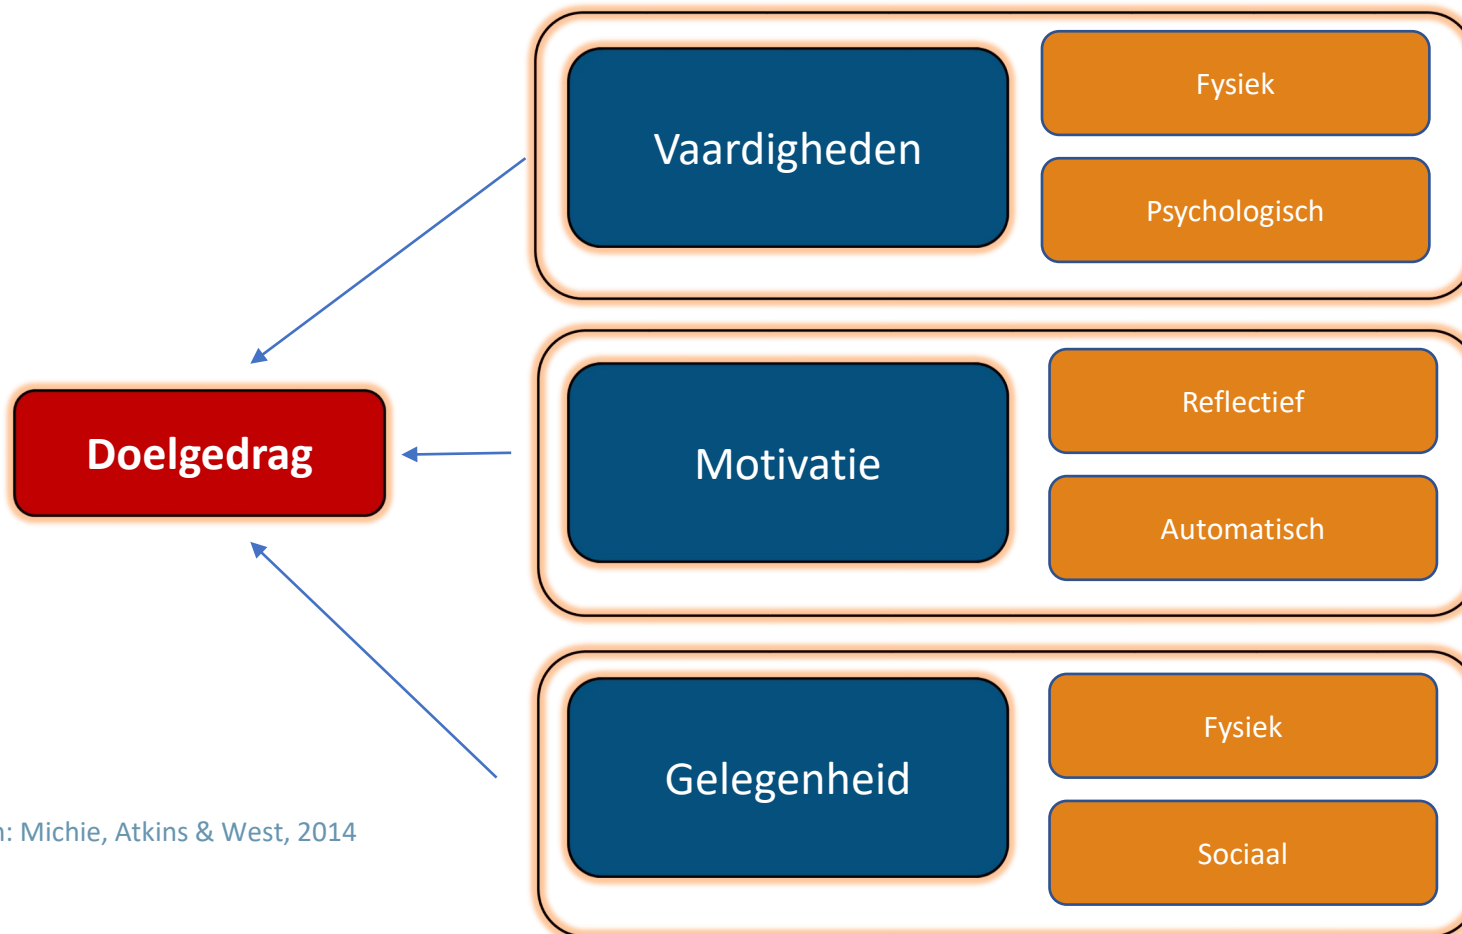 Vaardigheden
Fysiek
Psychologisch
Doelgedrag
Motivatie
Reflectief
Automatisch
Gelegenheid
Fysiek
Sociaal
: Michie, Atkins & West, 2014